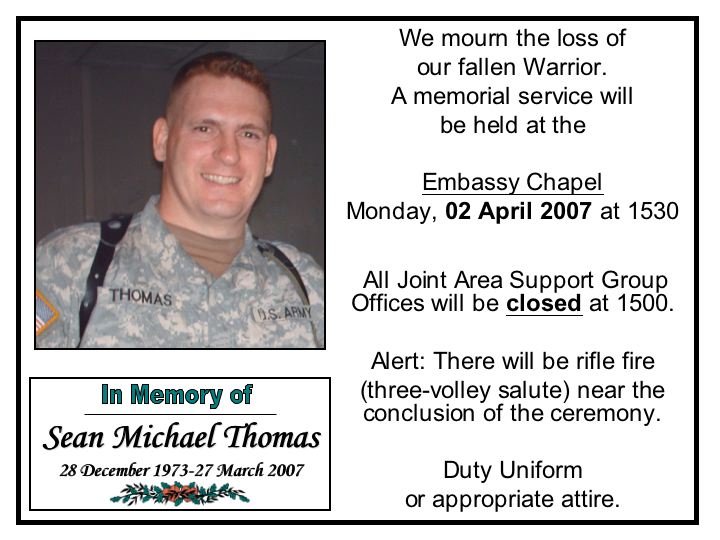 We mourn the loss of
our fallen Warrior.
A memorial service will
be held at the
Embassy Chapel
Monday, 02 April 2007 at 1530
All Joint Area Support Group
Offices will be closed at 1500.
Alert: There will be rifle fire
(three-volley salute) near the
conclusion of the ceremony.
Duty Uniform
or appropriate attire.
THOMAS
U.S. ARMY
In Memory of
Sean Michael Thomas
28 December 1973-27 March 2007